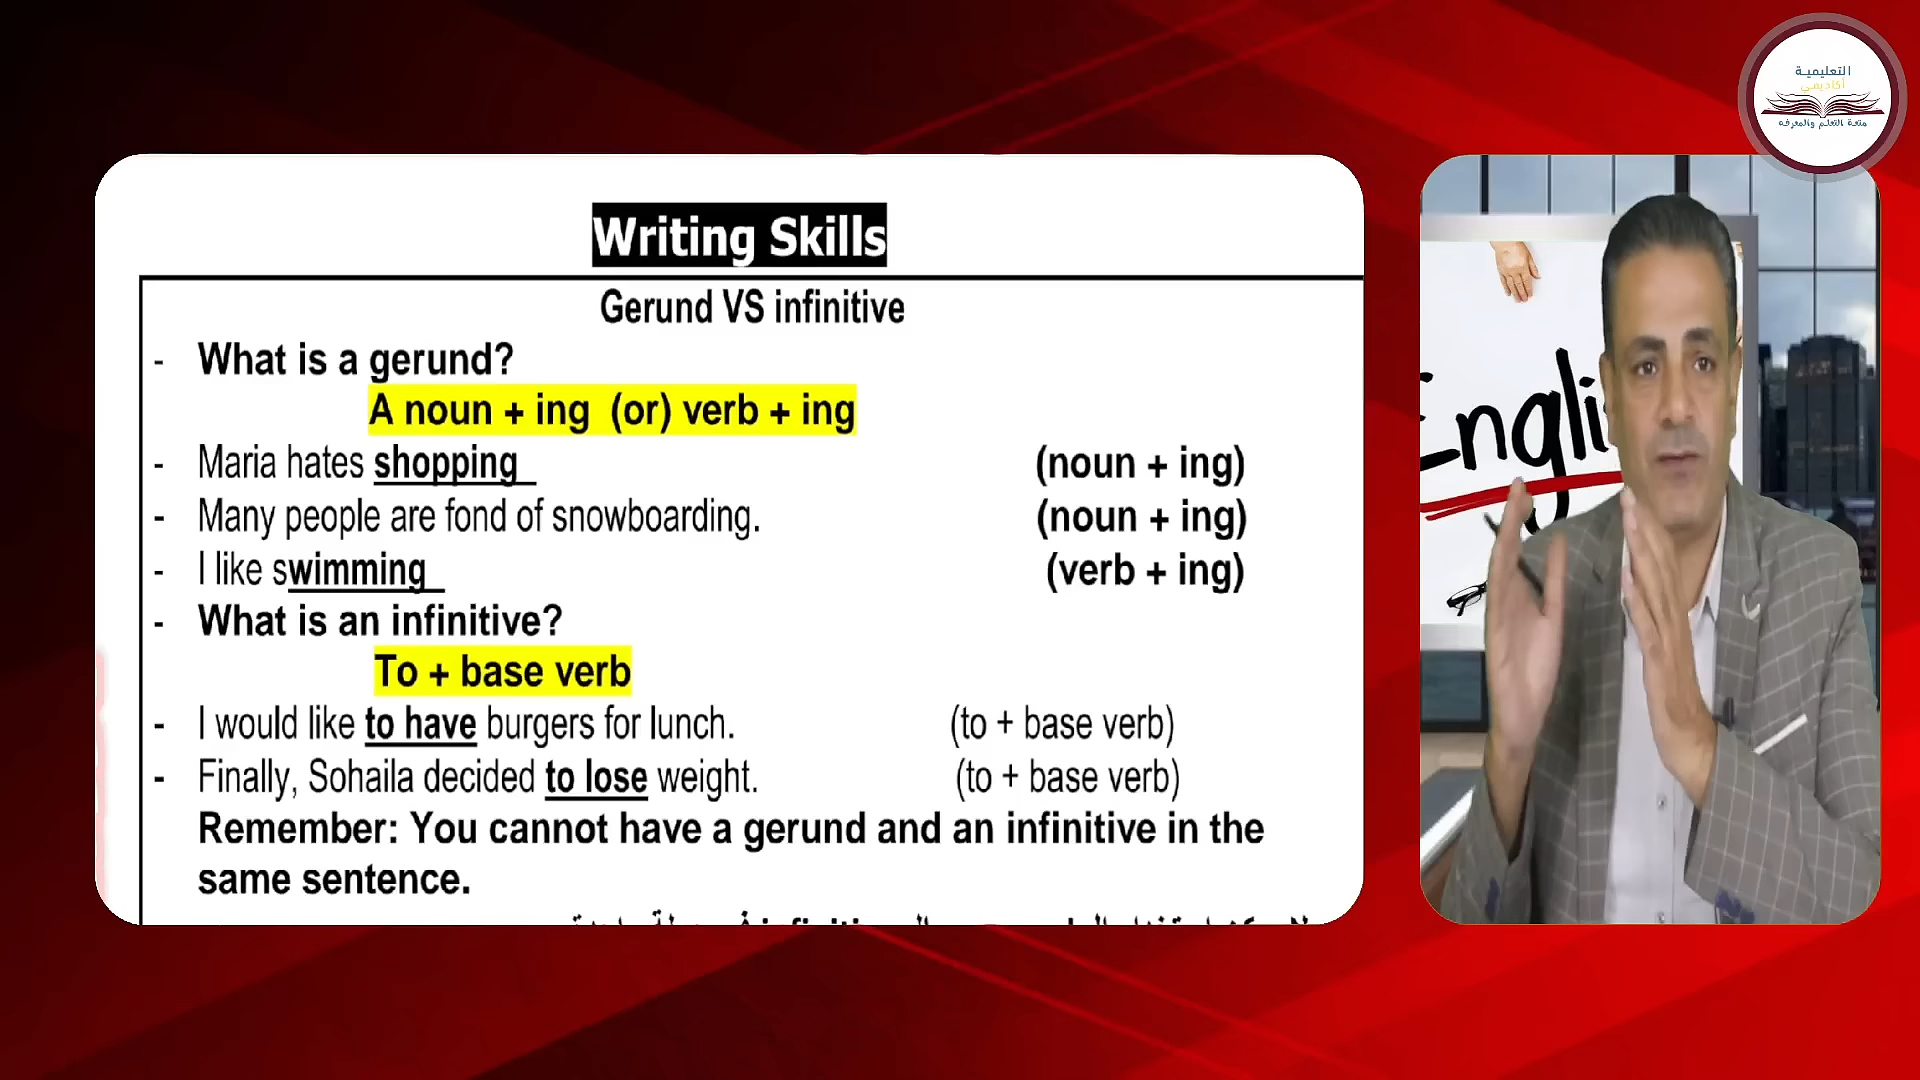 التعليمية
أكاديمي
متعة التعلم والمعرفة
Writing Skills
Gerund VS infinitive
- What is a gerund?
A noun + ing (or) verb + ing
- Maria hates shopping (noun + ing)
- Many people are fond of snowboarding. (noun + ing)
- I like swimming (verb + ing)
- What is an infinitive?
To + base verb
- I would like to have burgers for lunch. (to + base verb)
- Finally, Sohaila decided to lose weight. (to + base verb)
Remember: You cannot have a gerund and an infinitive in the
same sentence.
Engli